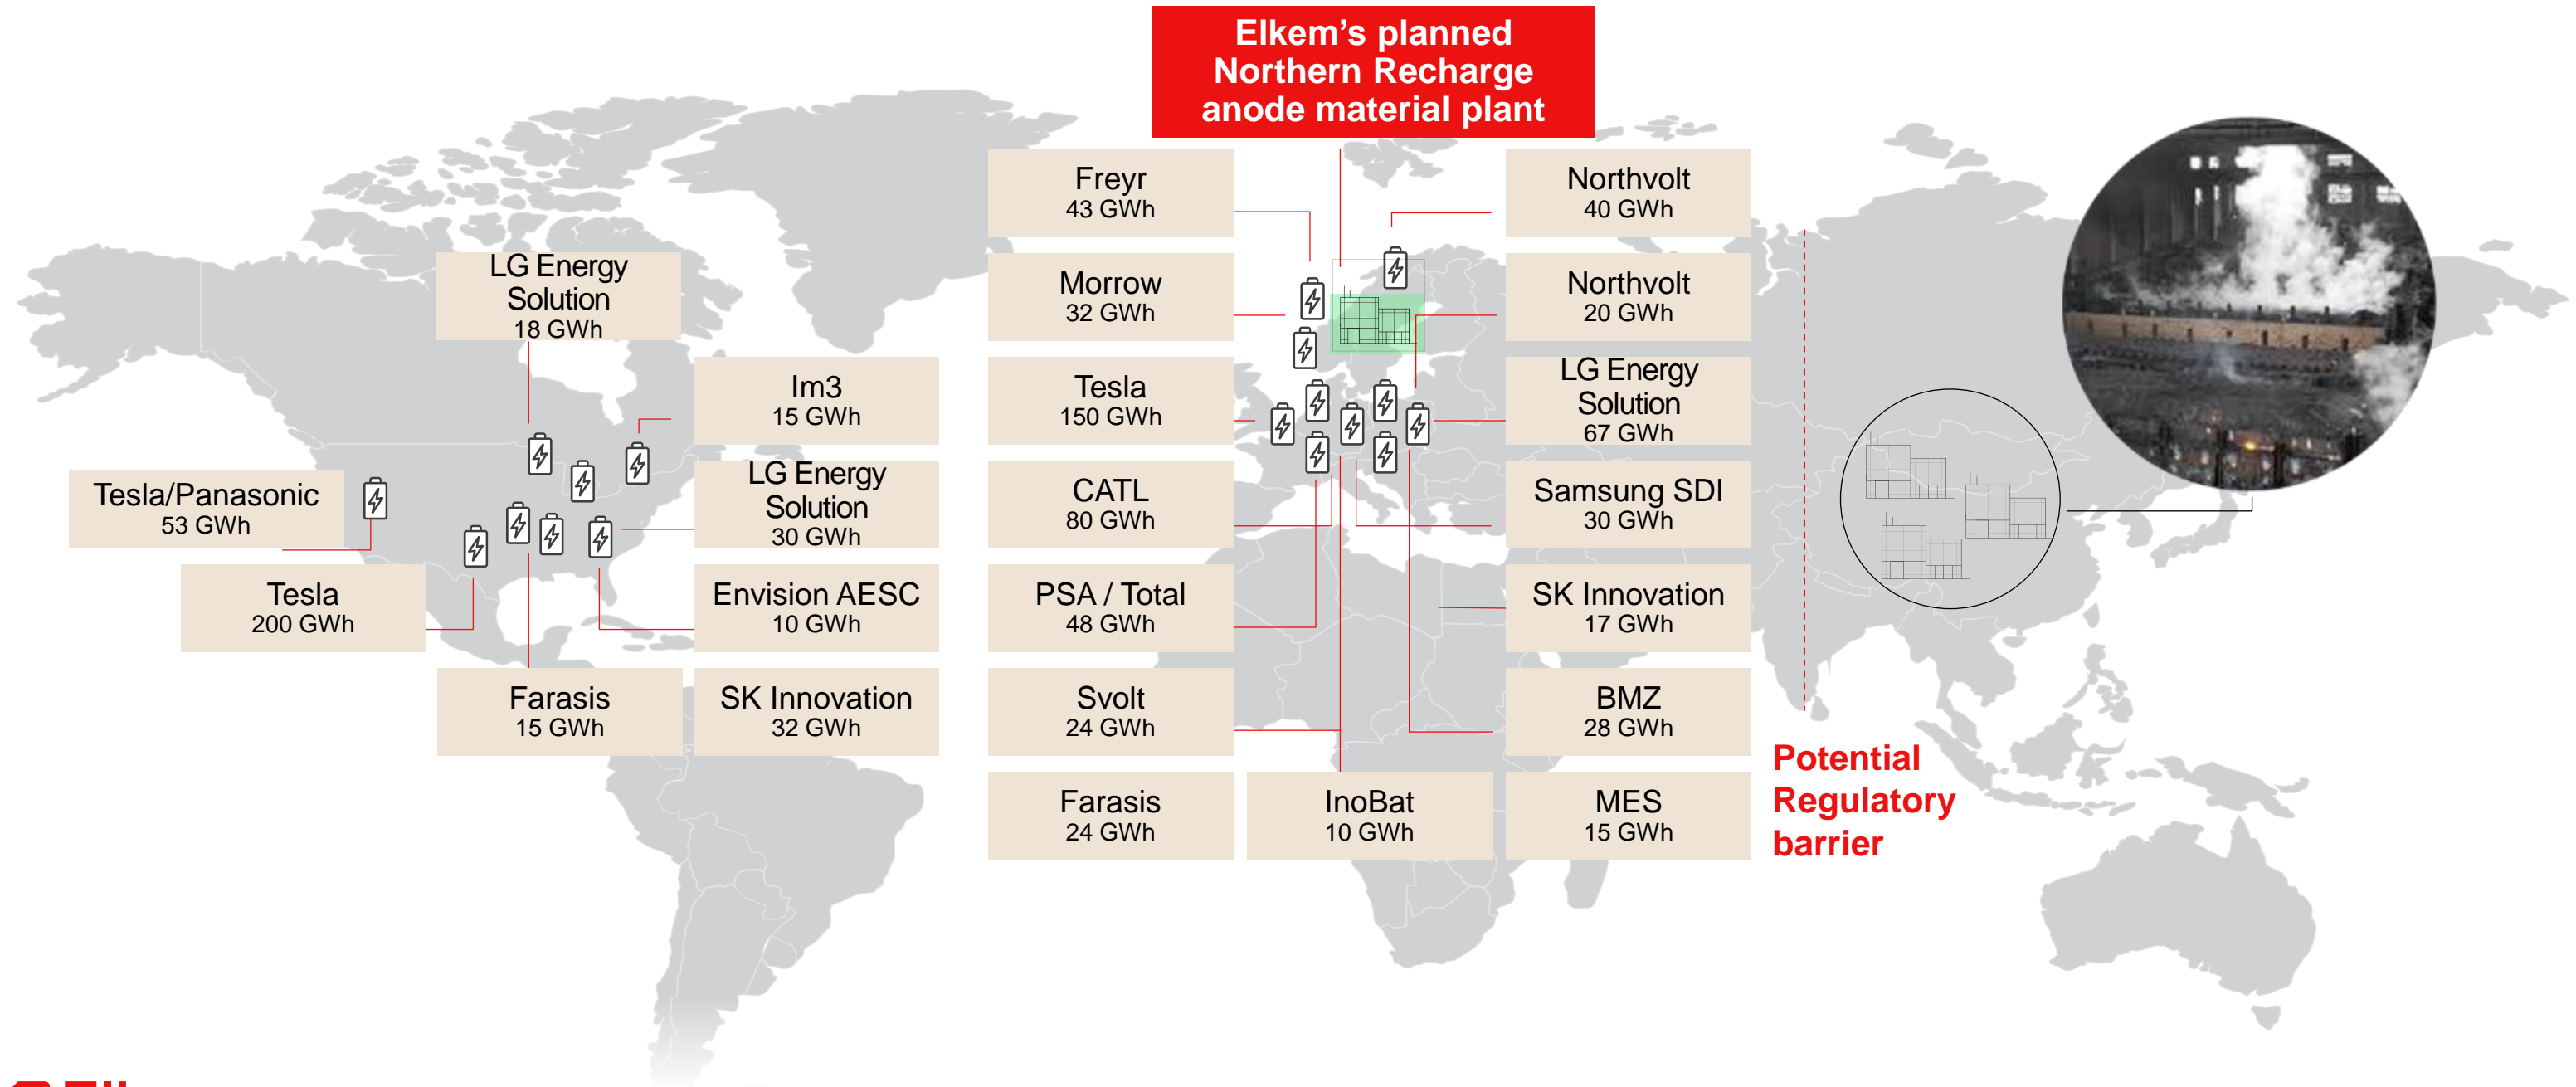 Elkem’s planned
Northern Recharge
anode material plant
LG Energy
Solution
18 GWh
Im3
15 GWh
Tesla/Panasonic
53 GWh
LG Energy
Solution
30 GWh
Tesla
200 GWh
Envision AESC
10 GWh
Farasis
15 GWh
SK Innovation
32 GWh
Freyr
43 GWh
Northvolt
40 GWh
Morrow
32 GWh
Northvolt
20 GWh
Tesla
150 GWh
LG Energy
Solution
67 GWh
CATL
80 GWh
Samsung SDI
30 GWh
PSA / Total
48 GWh
SK Innovation
17 GWh
Svolt
24 GWh
BMZ
28 GWh
Farasis
24 GWh
InoBat
10 GWh
MES
15 GWh
Potential
Regulatory
barrier